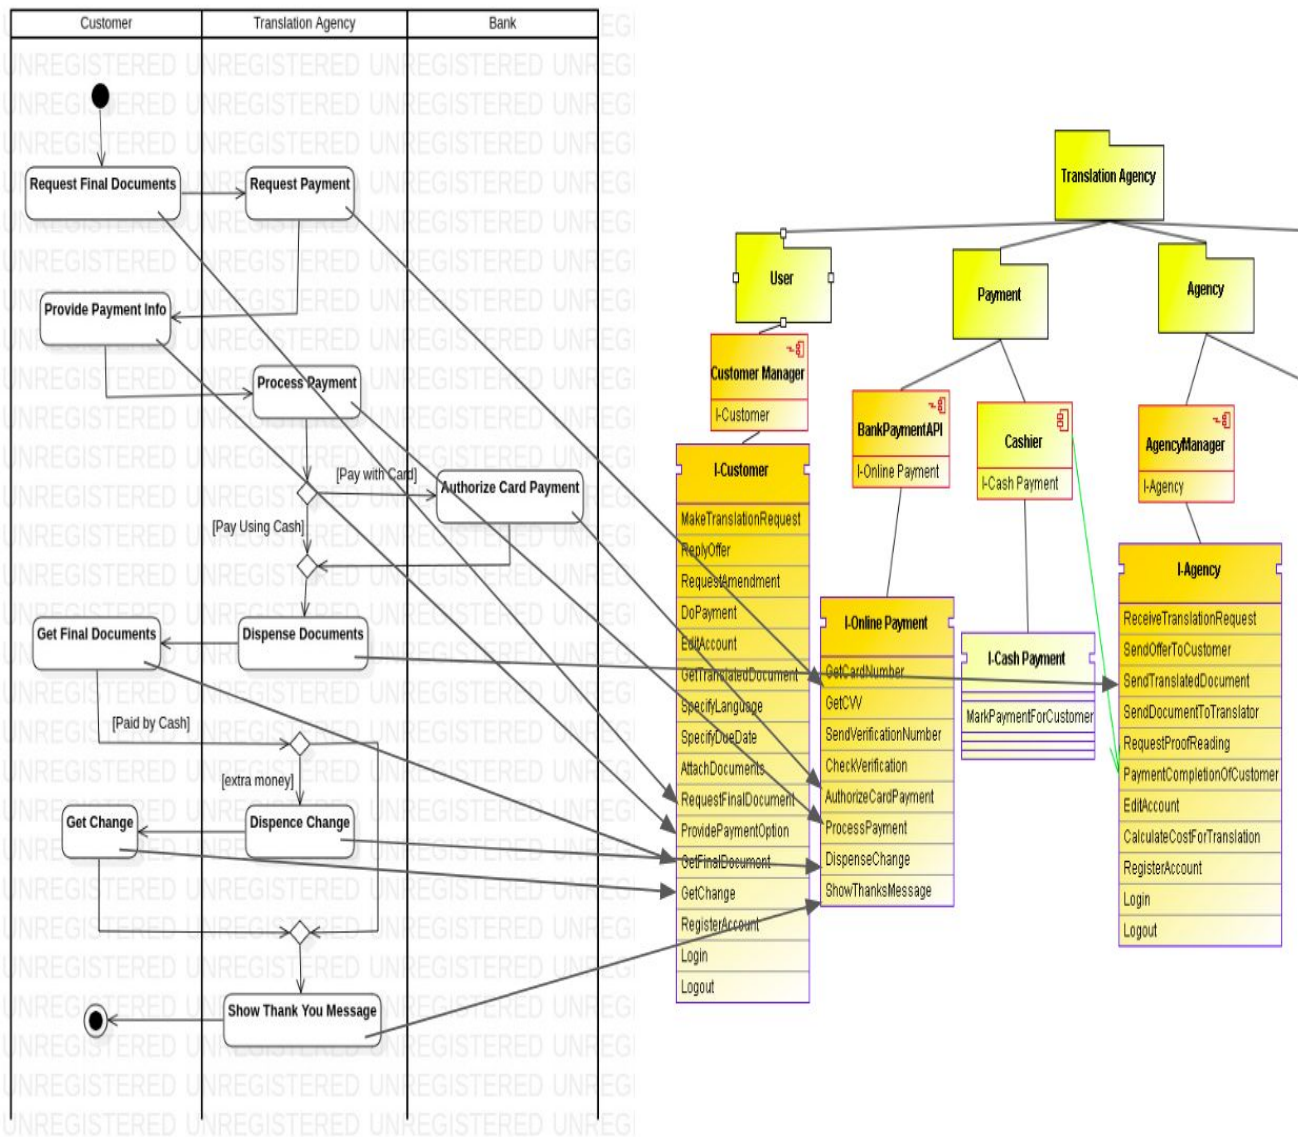 Customer
Translation Agency
Bank
Request Final Documents
Request Payment
Provide Payment Info
Process Payment
[Pay with Card]
Authorize Card Payment
[Pay Using Cash]
Get Final Documents
Dispense Documents
[Paid by Cash]
[extra money]
Get Change
Dispence Change
Show Thank You Message
UNREGISTERED UNREGISTERED UNREGISTERED UNREGI
Translation Agency
User
Payment
Agency
Customer Manager
I-Customer
BankPaymentAPI
I-Online Payment
Cashier
I-Cash Payment
AgencyManager
I-Agency
I-Customer
MakeTranslationRequest
ReplyOffer
RequestAmendment
DoPayment
EditAccount
GetTranslatedDocument
SpecifyLanguage
SpecifyDueDate
AttachDocuments
RequestFinalDocument
ProvidePaymentOption
GetFinalDocument
GetChange
RegisterAccount
Login
Logout
I-Online Payment
GetCardNumber
GetCVV
SendVerificationNumber
CheckVerification
AuthorizeCardPayment
ProcessPayment
DispenseChange
ShowThanksMessage
I-Cash Payment
MarkPaymentForCustomer
I-Agency
ReceiveTranslationRequest
SendOfferToCustomer
SendTranslatedDocument
SendDocumentToTranslator
RequestProofReading
PaymentCompletionOfCustomer
EditAccount
CalculateCostForTranslation
RegisterAccount
Login
Logout